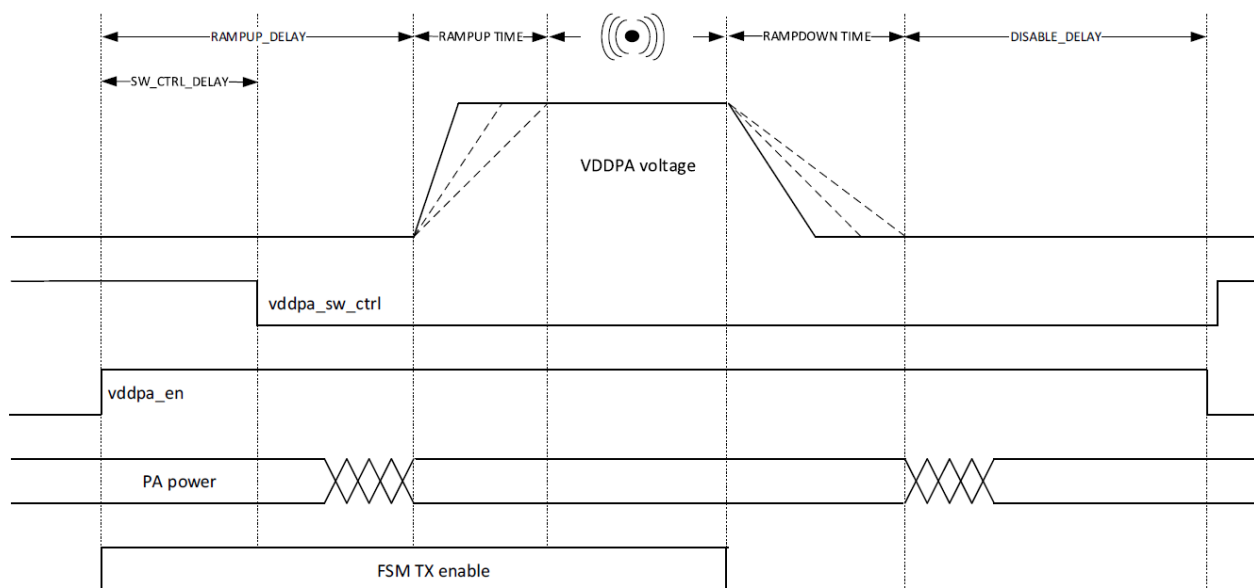 RAMPUP_DELAY
RAMPUP TIME
RAMPDOWN TIME
DISABLE_DELAY
SW_CTRL_DELAY
VDDPA voltage
vddpa_sw_ctrl
vddpa_en
PA power
FSM TX enable